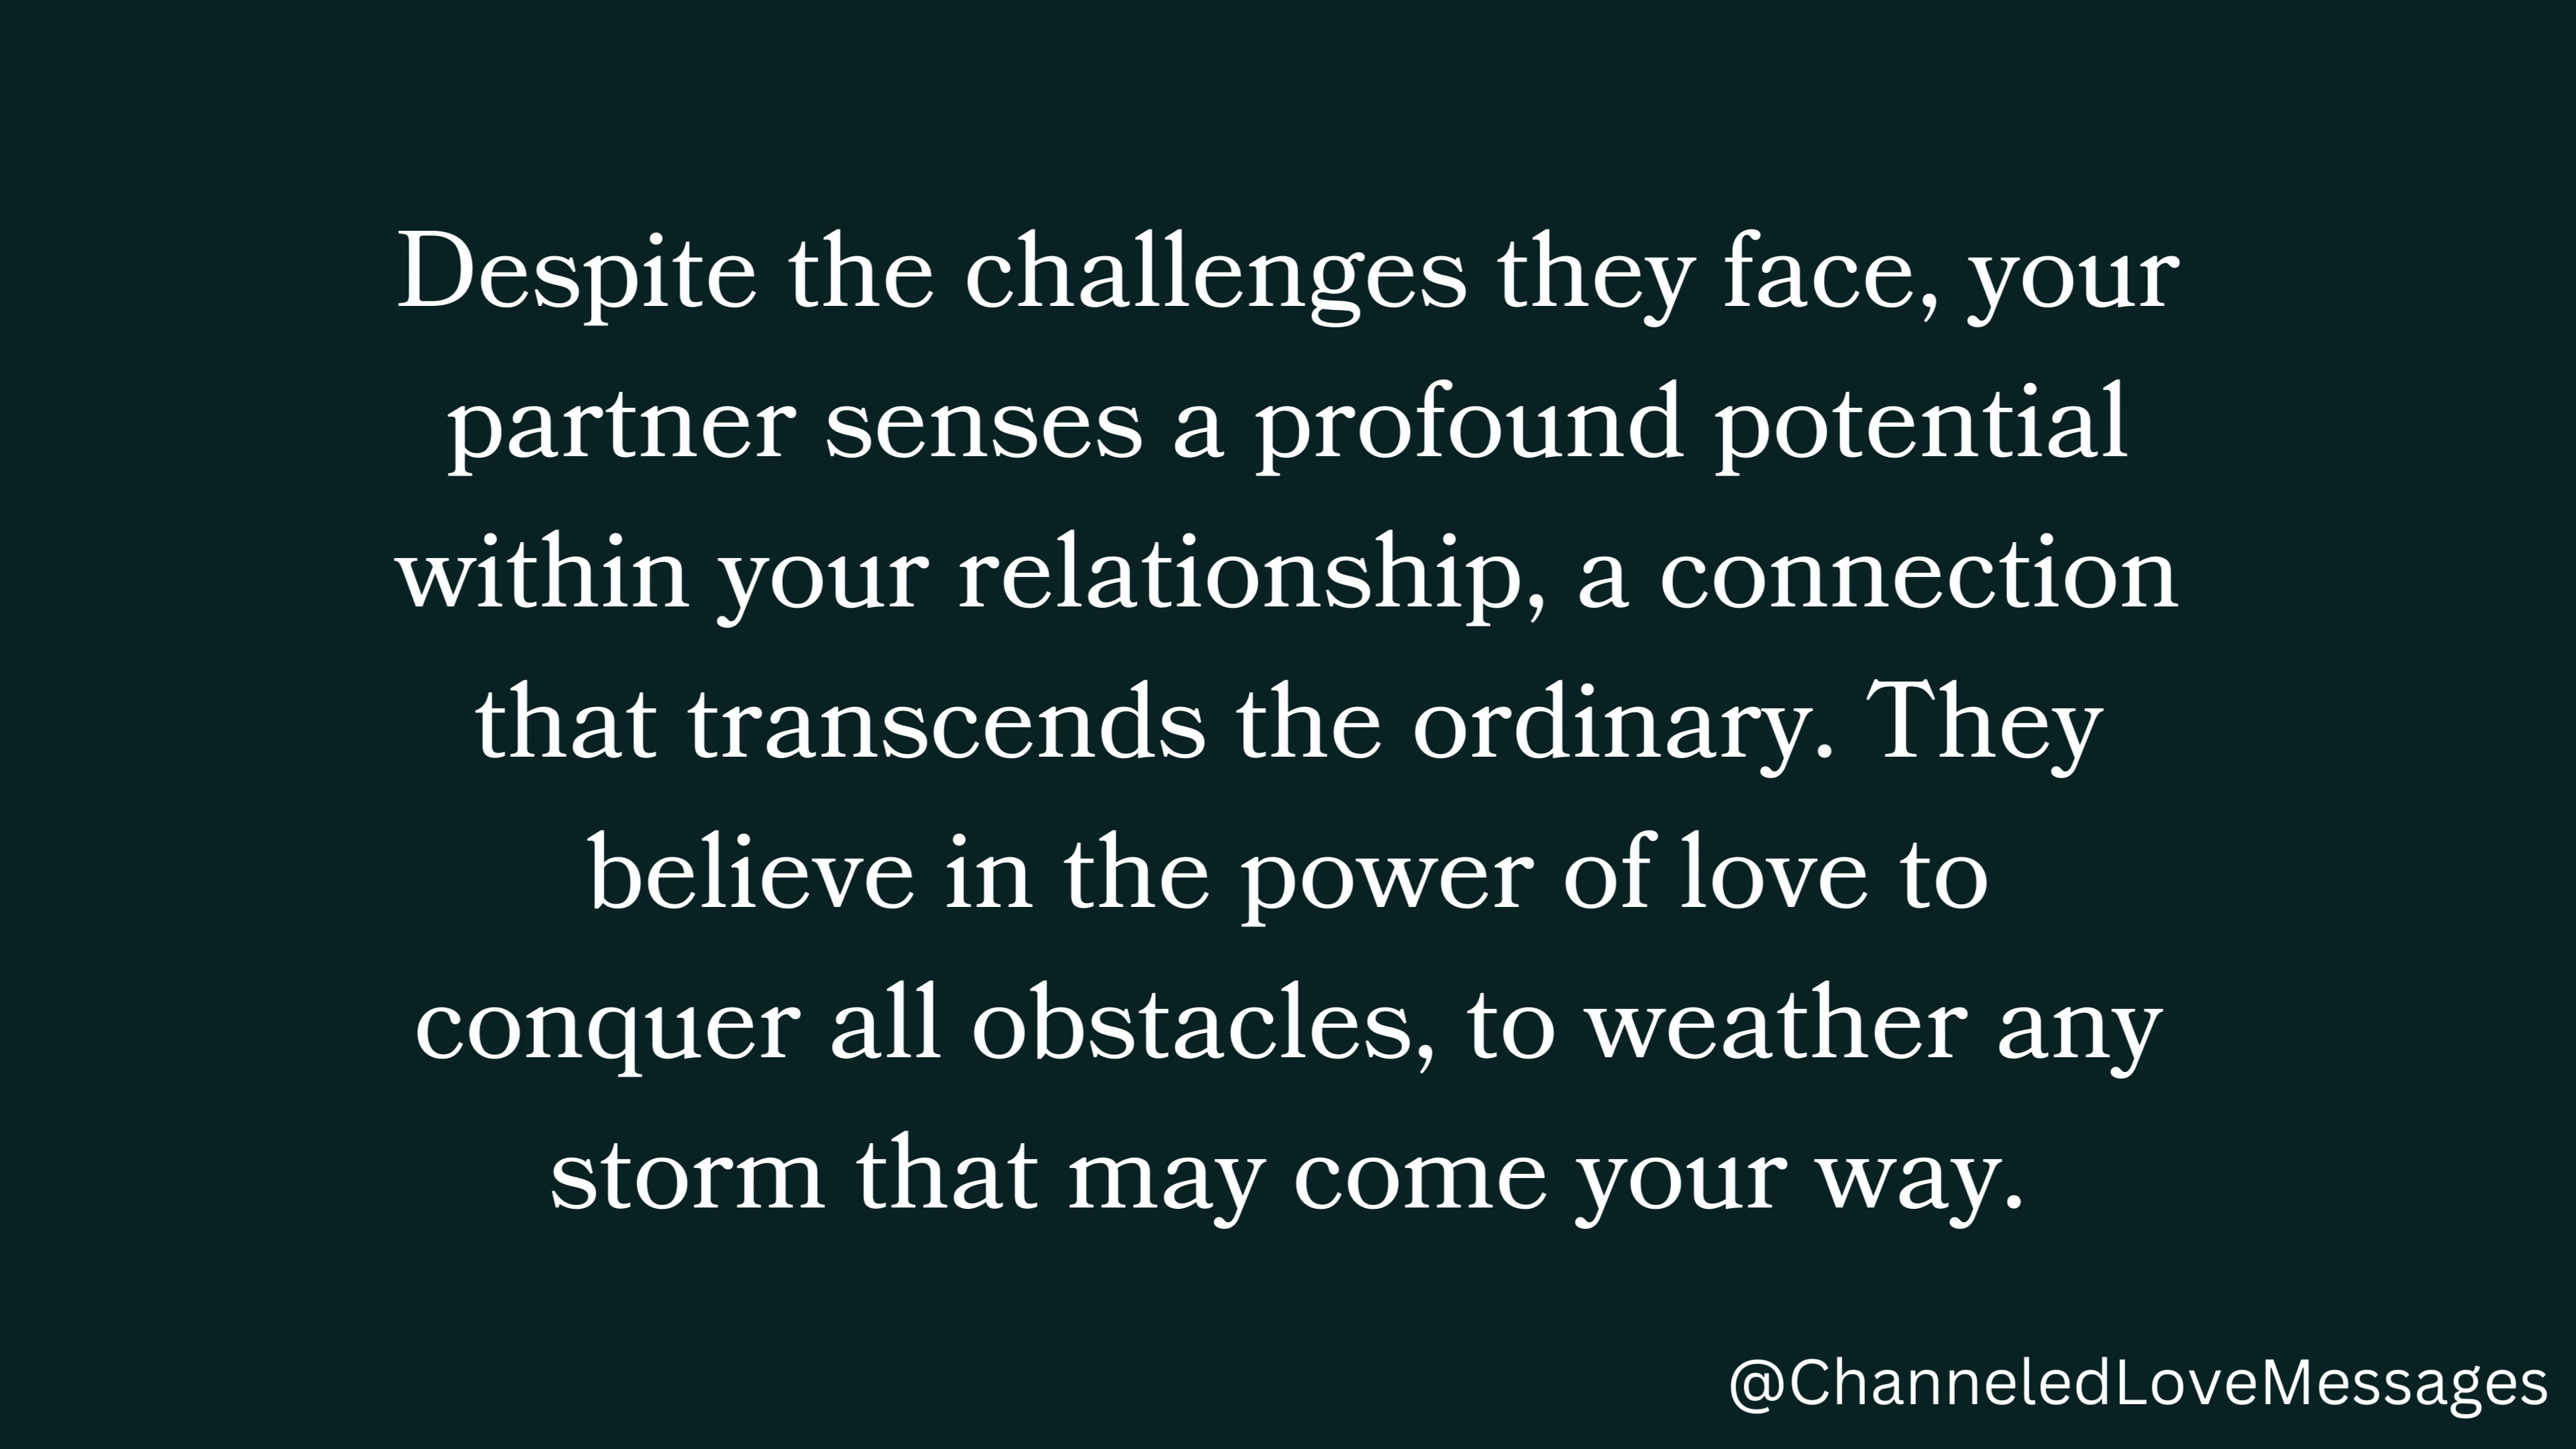 Despite the challenges they face, your
partner senses a profound potential
within your relationship, a connection
that transcends the ordinary. They
believe in the power of love to
conquer all obstacles, to weather any
storm that may come your way.
@ChanneledLoveMessages